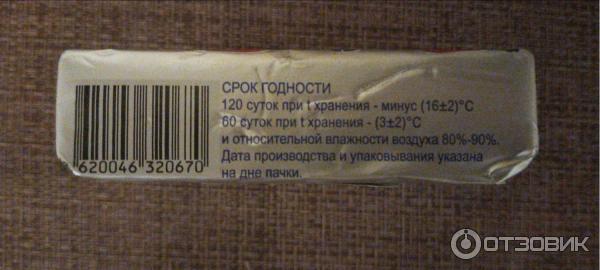 СРОК ГОДНОСТИ
120 суток при t хранения - минус (16±2)°С
60 суток при t хранения - (3±2)°С
и относительной влажности воздуха 80%-90%.
Дата производства и упаковывания указана
на дне пачки.
620046 320670
ОТЗОВИК